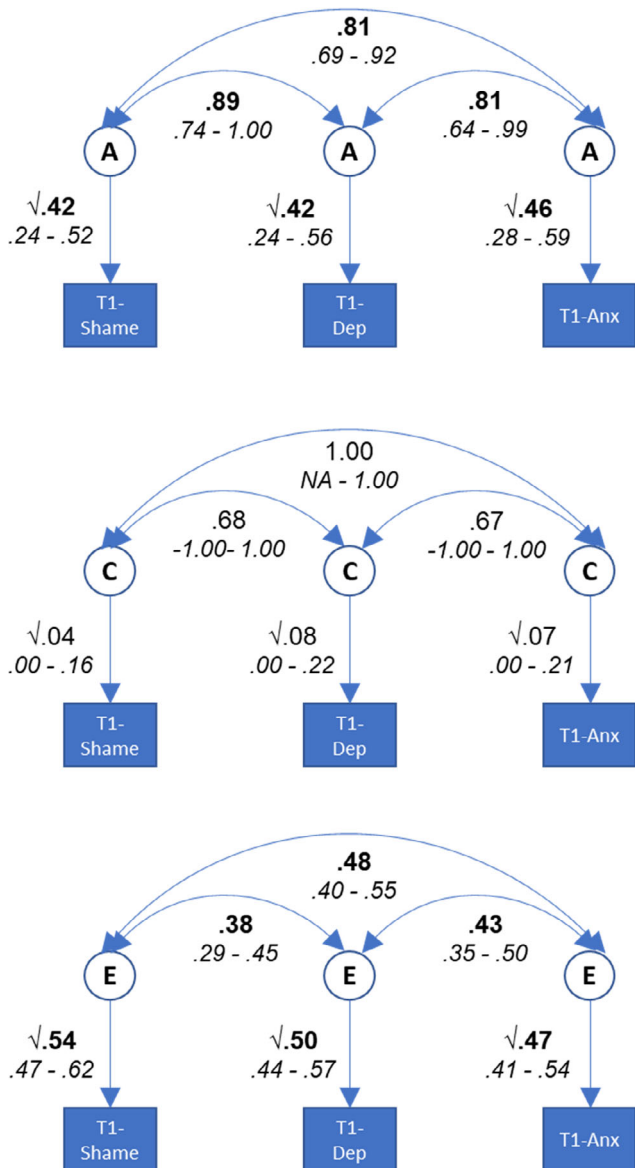 .81
.69 - .92
.89
.74 - 1.00
.81
.64 - .99
A
A
A
√.42
.24 - .52
√.42
.24 - .56
√.46
.28 - .59
T1-
Shame
T1-
Dep
T1-Anx
1.00
NA - 1.00
.68
-1.00- 1.00
.67
-1.00 - 1.00
C
C
C
√.04
.00 - .16
√.08
.00 - .22
√.07
.00 - .21
T1-
Shame
T1-
Dep
T1-Anx
.48
.40 - .55
.38
.29 - .45
.43
.35 - .50
E
E
E
√.54
.47 - .62
√.50
.44 - .57
√.47
.41 - .54
T1-
Shame
T1-
Dep
T1-Anx